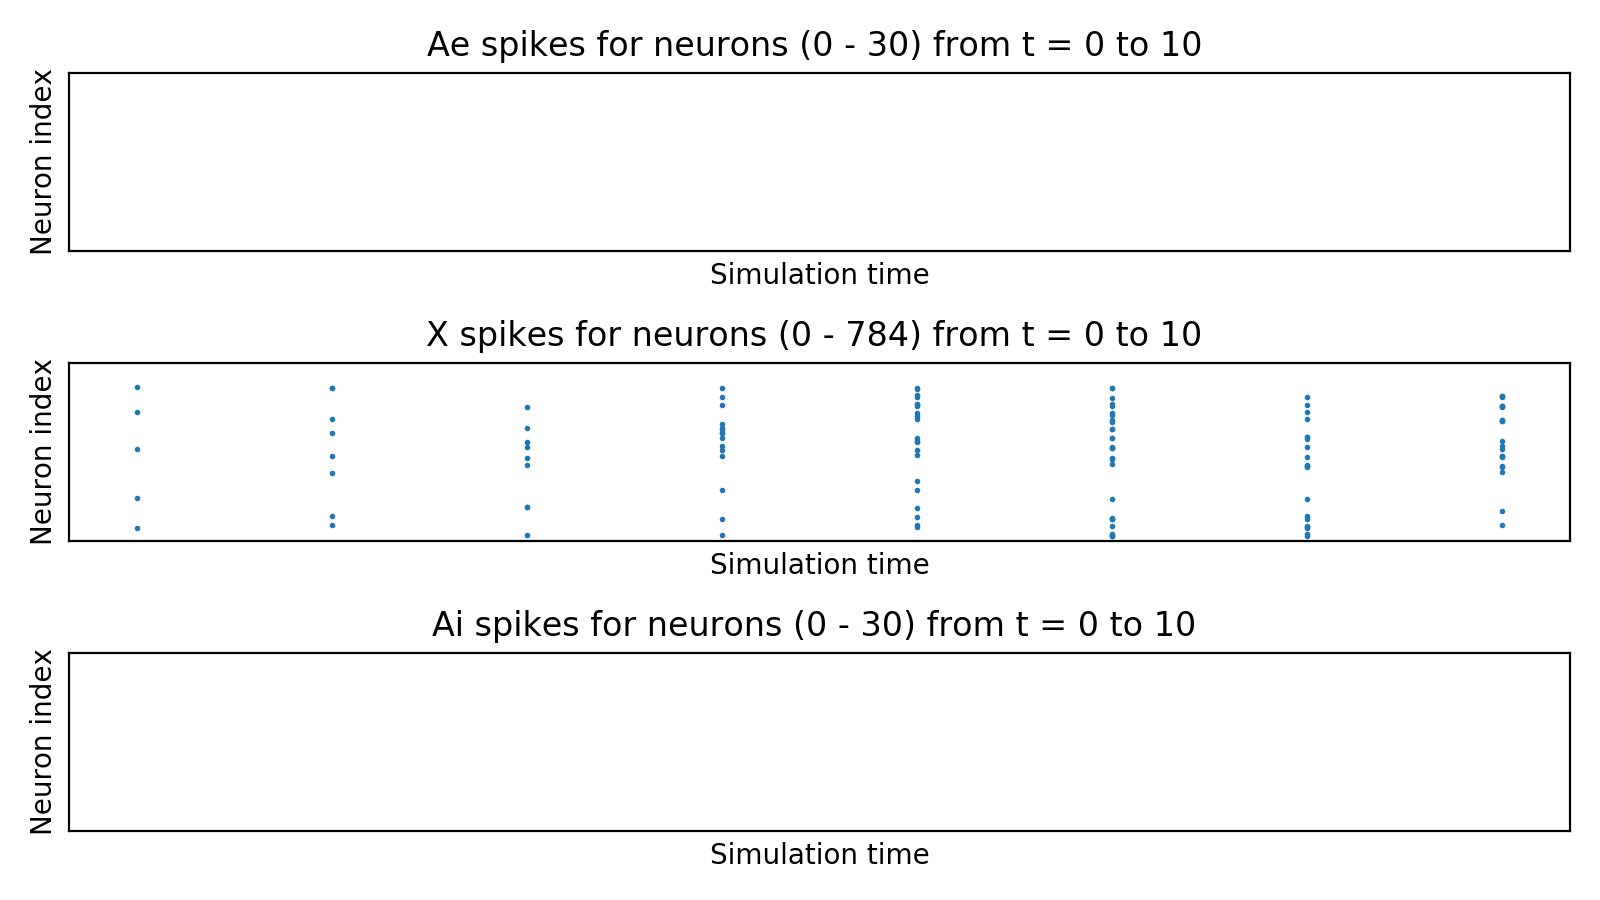 Ae spikes for neurons (0 - 30) from t = 0 to 10
Neuron index
Simulation time
X spikes for neurons (0 - 784) from t = 0 to 10
Neuron index
Simulation time
Ai spikes for neurons (0 - 30) from t = 0 to 10
Neuron index
Simulation time